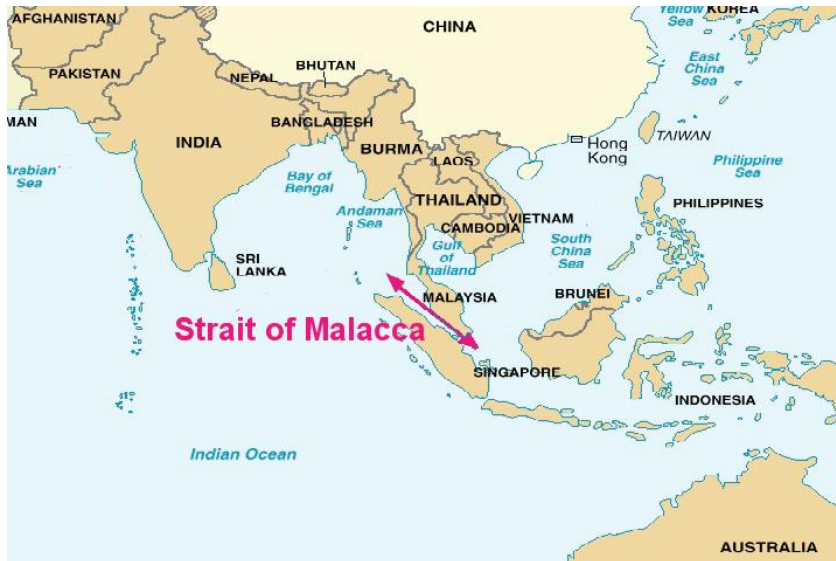 AFGHANISTAN
CHINA
Yellow KOREA
Sea
East
China
Sea
PAKISTAN
NEPAL
BHUTAN
MAN
INDIA
BANGLADESH
BURMA
LAOS
Hong
Kong
TAIWAN
Arabian
Sea
Bay of
Bengal
Philippine
Sea
THAILAND
Andaman
Sea
VIETNAM
CAMBODIA
PHILIPPINES
Gulf
of
Thailand
South
China
Sea
SRI
LANKA
MALAYSIA
BRUNEI
Strait of Malacca
SINGAPORE
INDONESIA
Indian Ocean
AUSTRALIA